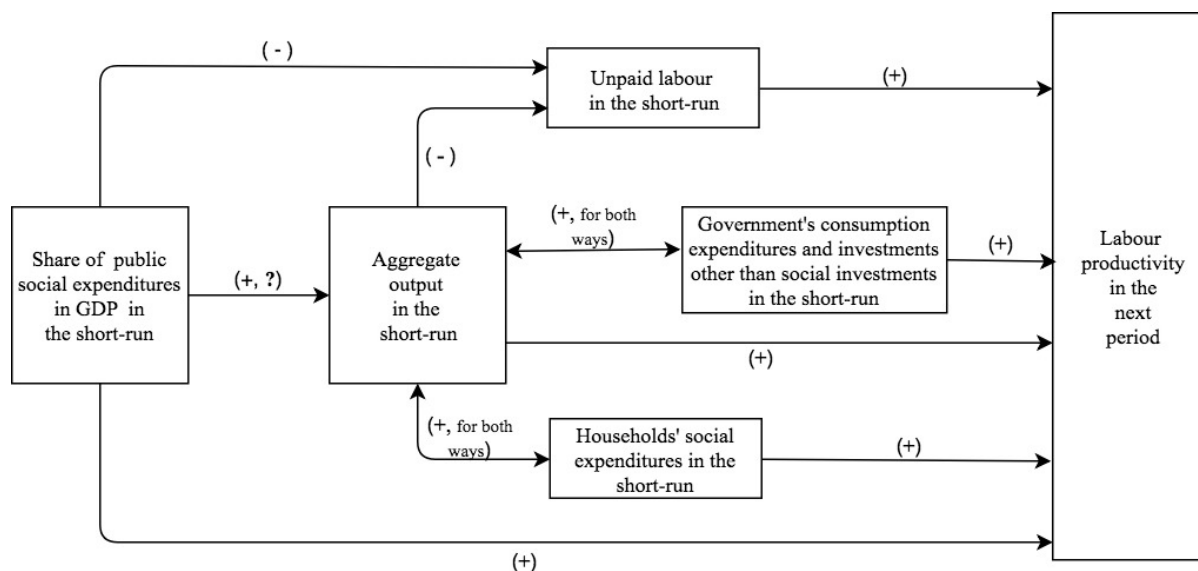 ( - )
Unpaid labour
in the short-run
(+)
( - )
Share of public
social expenditures
in GDP in
the short-run
(+, ?)
Aggregate
output
in the
short-run
(+, for both
ways)
Government's consumption
expenditures and investments
other than social investments
in the short-run
(+)
(+)
(+, for both
ways)
Households' social
expenditures in the
short-run
(+)
(+)
Labour
productivity
in the
next
period